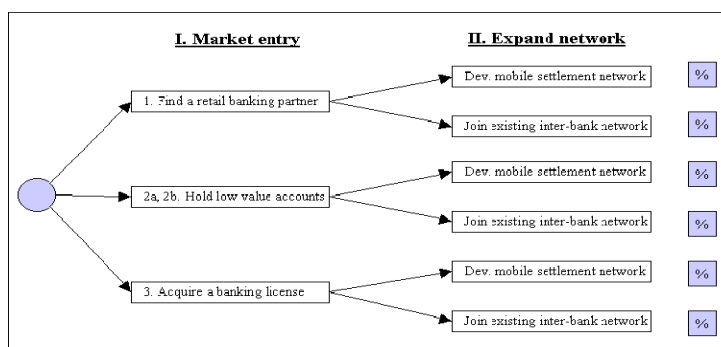 I. Market entry
II. Expand network
Dev. mobile settlement network %
1. Find a retail banking partner
Join existing inter-bank network %
Dev. mobile settlement network %
2a, 2b. Hold low value accounts
Join existing inter-bank network %
Dev. mobile settlement network %
3. Acquire a banking license
Join existing inter-bank network %